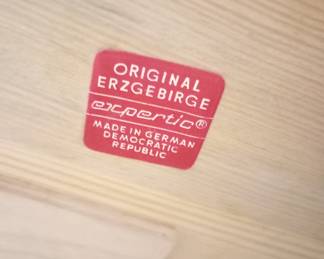 ORIGINAL
ERZGEBIRGE
expertic®
MADE IN GERMAN
DEMOCRATIC
REPUBLIC